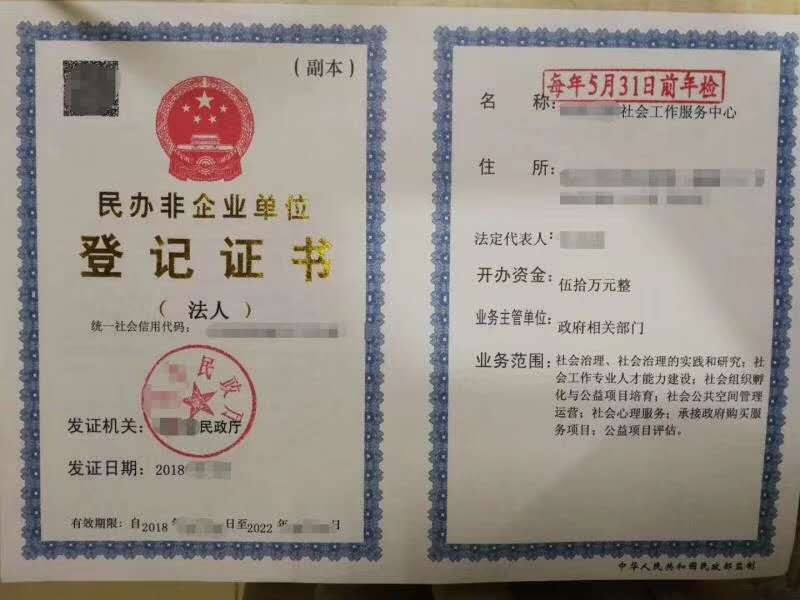 (副本)
民办非企业单位
登记证书
(法人)
统一社会信用代码:
民政厅
发证机关: 民政厅
发证日期: 2018
有效期限: 自2018 年 日至2022 年 日
每年5月31日前年检
名 称: 社会工作服务中心
住 所:
法定代表人:
开办资金: 伍拾万元整
业务主管单位: 政府相关部门
业务范围: 社会治理、社会治理的实践和研究; 社
会工作专业人才能力建设; 社会组织孵
化与公益项目培育; 社会公共空间管理
运营; 社会心理服务; 承接政府购买服
务项目; 公益项目评估。
中华人民共和国民政部监制